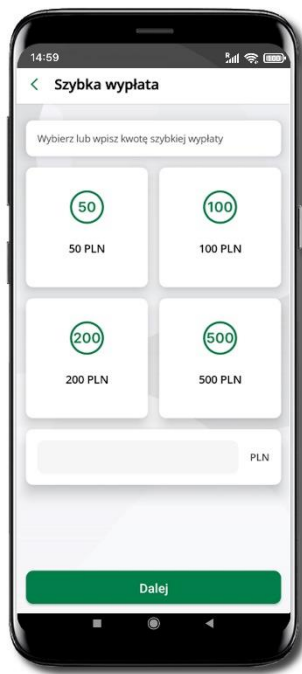 14:59
Szybka wypłata
Wybierz lub wpisz kwotę szybkiej wypłaty
50
100
50 PLN
100 PLN
200
500
200 PLN
500 PLN
PLN
Dalej